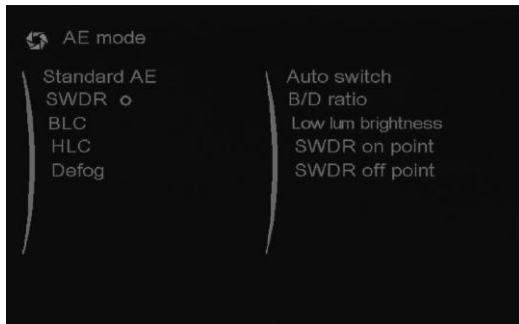 AE mode
Standard AE
SWDR
BLC
HLC
Defog
Auto switch
B/D ratio
Low lum brightness
SWDR on point
SWDR off point